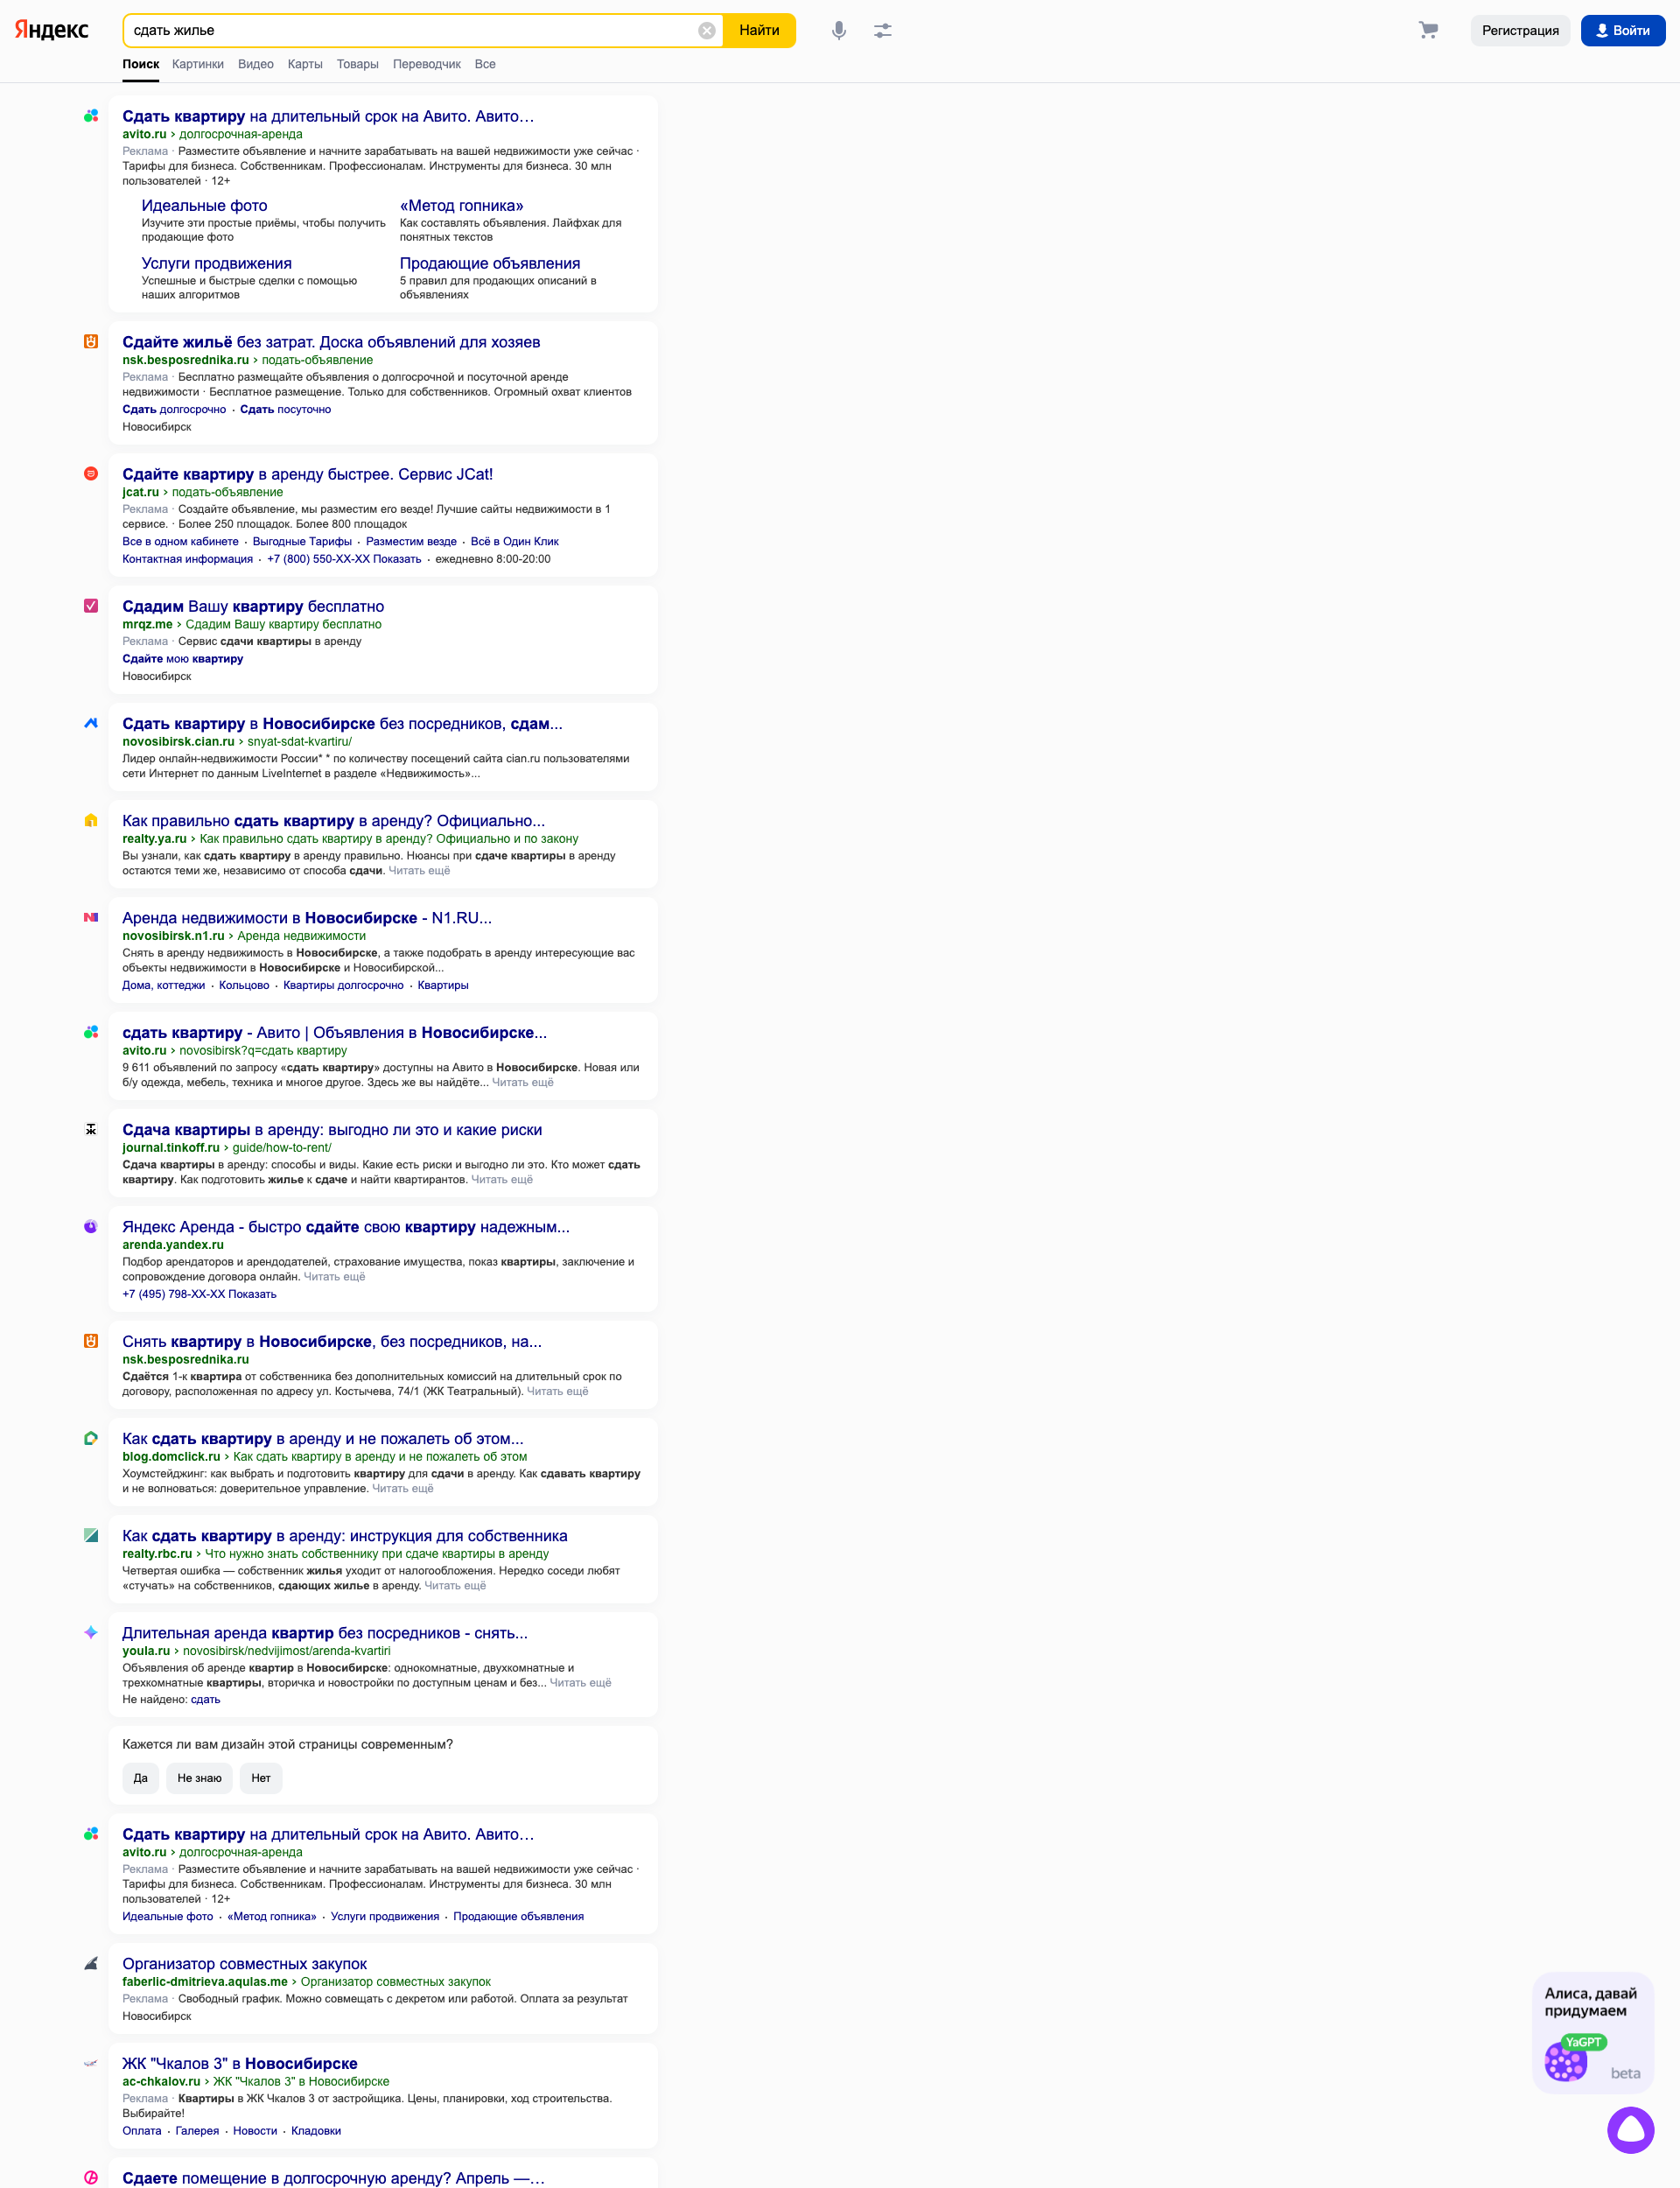 Яндекс
сдать жилье
Найти
Регистрация
Войти
Поиск Картинки Видео Карты Товары Переводчик Все
Сдать квартиру на длительный срок на Авито. Авито…
avito.ru › долгосрочная-аренда
Реклама · Разместите объявление и начните зарабатывать на вашей недвижимости уже сейчас ·
Тарифы для бизнеса. Собственникам. Профессионалам. Инструменты для бизнеса. 30 млн
пользователей · 12+
Идеальные фото
Изучите эти простые приёмы, чтобы получить
продающие фото
«Метод гопника»
Как составлять объявления. Лайфхак для
понятных текстов
Услуги продвижения
Успешные и быстрые сделки с помощью
наших алгоритмов
Продающие объявления
5 правил для продающих описаний в
объявлениях
Сдайте жильё без затрат. Доска объявлений для хозяев
nsk.besposrednika.ru › подать-объявление
Реклама · Бесплатно размещайте объявления о долгосрочной и посуточной аренде
недвижимости · Бесплатное размещение. Только для собственников. Огромный охват клиентов
Сдать долгосрочно · Сдать посуточно
Новосибирск
Сдайте квартиру в аренду быстрее. Сервис JCat!
jcat.ru › подать-объявление
Реклама · Создайте объявление, мы разместим его везде! Лучшие сайты недвижимости в 1
сервисе. · Более 250 площадок. Более 800 площадок
Все в одном кабинете · Выгодные Тарифы · Разместим везде · Всё в Один Клик
Контактная информация · +7 (800) 550-XX-XX Показать · ежедневно 8:00-20:00
Сдадим Вашу квартиру бесплатно
mrqz.me › Сдадим Вашу квартиру бесплатно
Реклама · Сервис сдачи квартиры в аренду
Сдайте мою квартиру
Новосибирск
Сдать квартиру в Новосибирске без посредников, сдам...
novosibirsk.cian.ru › snyat-sdat-kvartiru/
Лидер онлайн-недвижимости России* * по количеству посещений сайта cian.ru пользователями
сети Интернет по данным LiveInternet в разделе «Недвижимость»...
Как правильно сдать квартиру в аренду? Официально...
realty.ya.ru › Как правильно сдать квартиру в аренду? Официально и по закону
Вы узнали, как сдать квартиру в аренду правильно. Нюансы при сдаче квартиры в аренду
остаются теми же, независимо от способа сдачи. Читать ещё
Аренда недвижимости в Новосибирске - N1.RU...
novosibirsk.n1.ru › Аренда недвижимости
Снять в аренду недвижимость в Новосибирске, а также подобрать в аренду интересующие вас
объекты недвижимости в Новосибирске и Новосибирской...
Дома, коттеджи · Кольцово · Квартиры долгосрочно · Квартиры
сдать квартиру - Авито | Объявления в Новосибирске...
avito.ru › novosibirsk?q=сдать квартиру
9 611 объявлений по запросу «сдать квартиру» доступны на Авито в Новосибирске. Новая или
б/у одежда, мебель, техника и многое другое. Здесь же вы найдёте... Читать ещё
Сдача квартиры в аренду: выгодно ли это и какие риски
journal.tinkoff.ru › guide/how-to-rent/
Сдача квартиры в аренду: способы и виды. Какие есть риски и выгодно ли это. Кто может сдать
квартиру. Как подготовить жилье к сдаче и найти квартирантов. Читать ещё
Яндекс Аренда - быстро сдайте свою квартиру надежным...
arenda.yandex.ru
Подбор арендаторов и арендодателей, страхование имущества, показ квартиры, заключение и
сопровождение договора онлайн. Читать ещё
+7 (495) 798-XX-XX Показать
Снять квартиру в Новосибирске, без посредников, на...
nsk.besposrednika.ru
Сдаётся 1-к квартира от собственника без дополнительных комиссий на длительный срок по
договору, расположенная по адресу ул. Костычева, 74/1 (ЖК Театральный). Читать ещё
Как сдать квартиру в аренду и не пожалеть об этом...
blog.domclick.ru › Как сдать квартиру в аренду и не пожалеть об этом
Хоумстейджинг: как выбрать и подготовить квартиру для сдачи в аренду. Как сдавать квартиру
и не волноваться: доверительное управление. Читать ещё
Как сдать квартиру в аренду: инструкция для собственника
realty.rbc.ru › Что нужно знать собственнику при сдаче квартиры в аренду
Четвертая ошибка — собственник жилья уходит от налогообложения. Нередко соседи любят
«стучать» на собственников, сдающих жилье в аренду. Читать ещё
Длительная аренда квартир без посредников - снять...
youla.ru › novosibirsk/nedvijimost/arenda-kvartiri
Объявления об аренде квартир в Новосибирске: однокомнатные, двухкомнатные и
трехкомнатные квартиры, вторичка и новостройки по доступным ценам и без... Читать ещё
Не найдено: сдать
Кажется ли вам дизайн этой страницы современным?
Да Не знаю Нет
Сдать квартиру на длительный срок на Авито. Авито…
avito.ru › долгосрочная-аренда
Реклама · Разместите объявление и начните зарабатывать на вашей недвижимости уже сейчас ·
Тарифы для бизнеса. Собственникам. Профессионалам. Инструменты для бизнеса. 30 млн
пользователей · 12+
Идеальные фото · «Метод гопника» · Услуги продвижения · Продающие объявления
Организатор совместных закупок
faberlic-dmitrieva.aqulas.me › Организатор совместных закупок
Реклама · Свободный график. Можно совмещать с декретом или работой. Оплата за результат
Новосибирск
ЖК "Чкалов 3" в Новосибирске
ac-chkalov.ru › ЖК "Чкалов 3" в Новосибирске
Реклама · Квартиры в ЖК Чкалов 3 от застройщика. Цены, планировки, ход строительства.
Выбирайте!
Оплата · Галерея · Новости · Кладовки
Сдаете помещение в долгосрочную аренду? Апрель —…
Алиса, давай
придумаем
YaGPT
beta